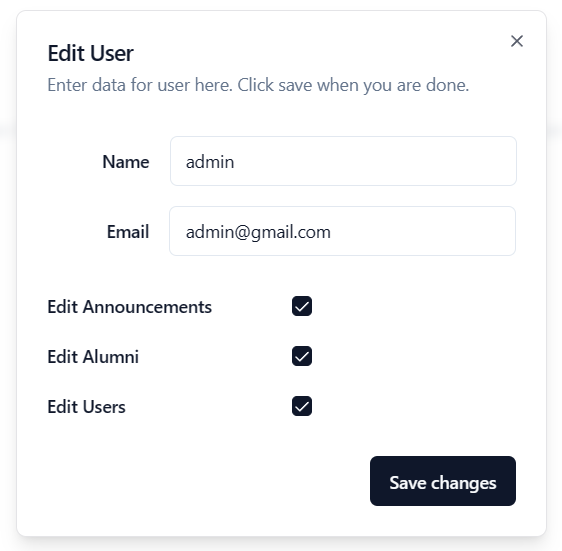 Edit User
Enter data for user here. Click save when you are done.
Name
admin
Email
admin@gmail.com
Edit Announcements
Edit Alumni
Edit Users
Save changes